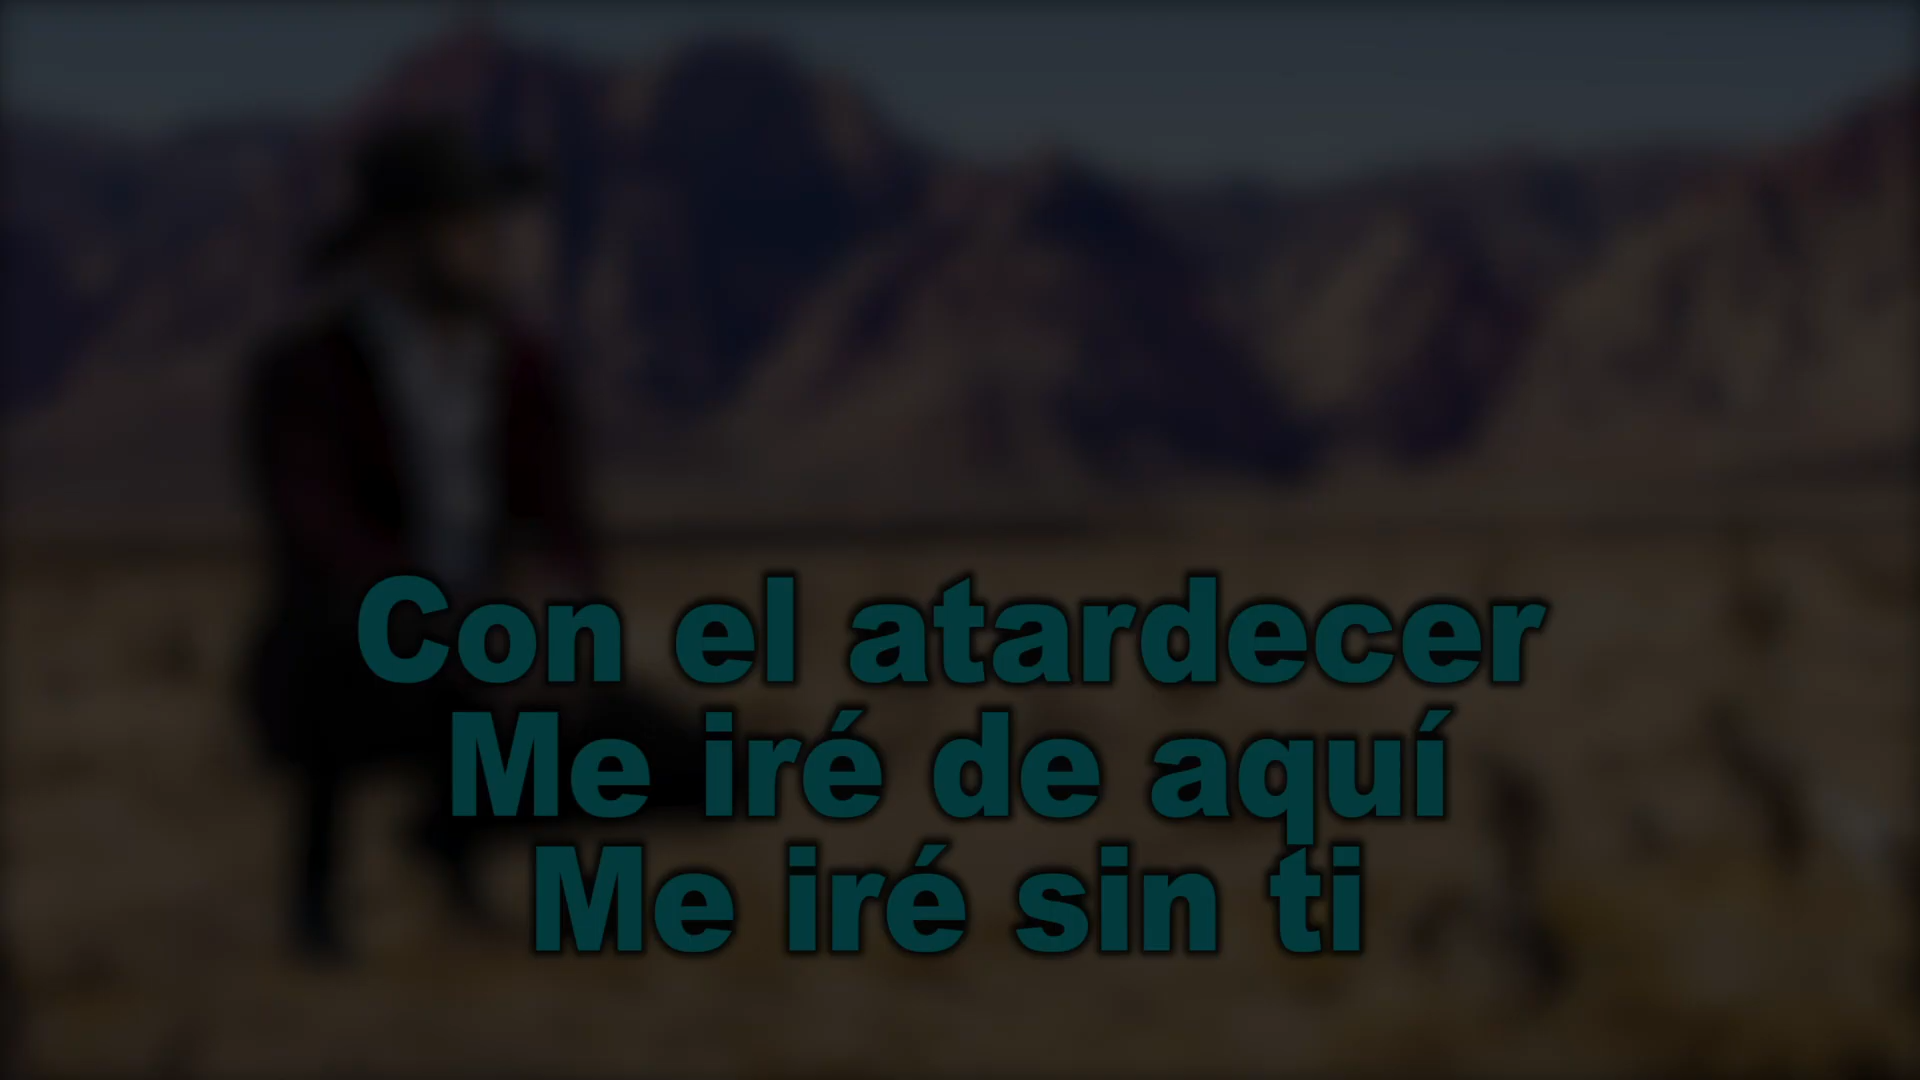 Con el atardecer
Me iré de aquí
Me iré sin ti